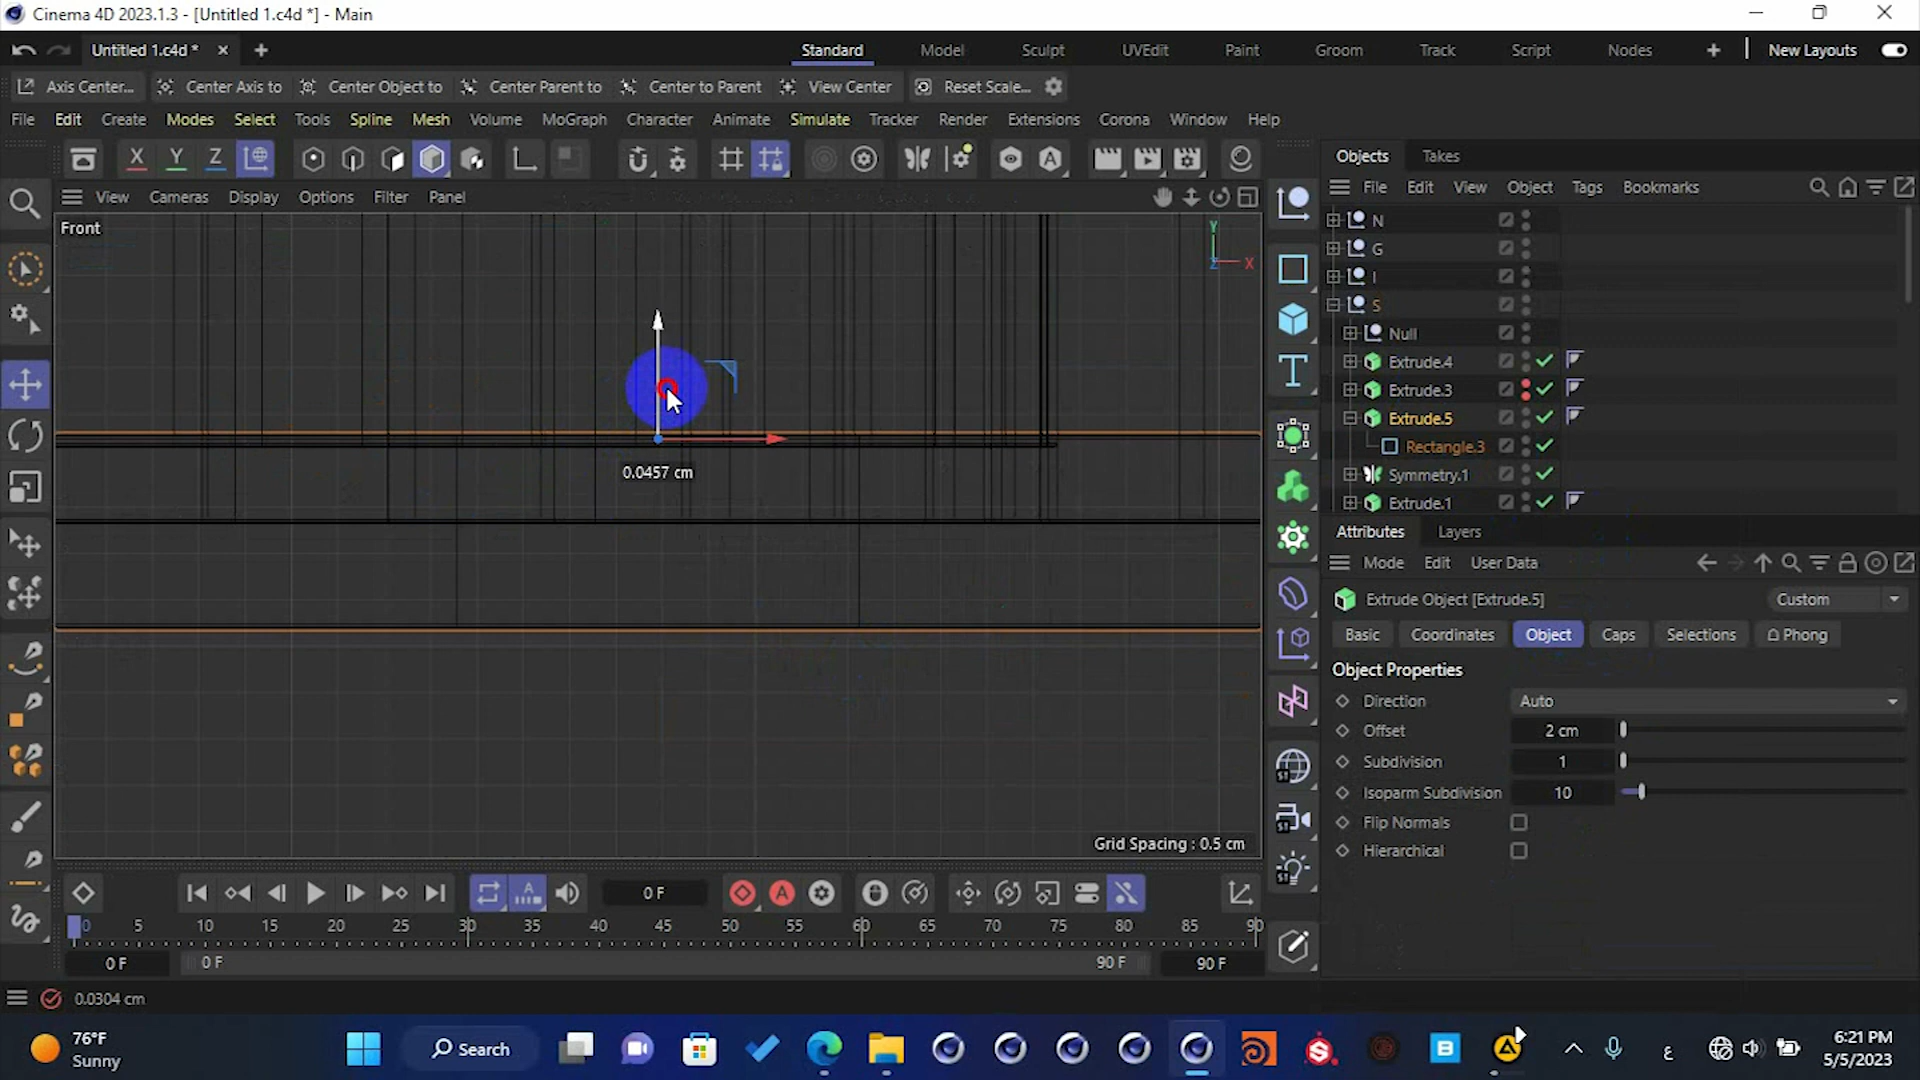 Cinema 4D 2023.1.3 - [Untitled 1.c4d *] - Main
Untitled 1.c4d *
Standard Model Sculpt UVEdit Paint Groom Track Script Nodes New Layouts
Axis Center... Center Axis to Center Object to Center Parent to Center to Parent View Center Reset Scale...
File Edit Create Modes Select Tools Spline Mesh Volume MoGraph Character Animate Simulate Tracker Render Extensions Corona Window Help
X Y Z
View Cameras Display Options Filter Panel
Front
Y
Z X
0.0457 cm
Grid Spacing : 0.5 cm
Objects Takes
File Edit View Object Tags Bookmarks
N
G
I
S
Null
Extrude.4
Extrude.3
Extrude.5
Rectangle.3
Symmetry.1
Extrude.1
Attributes Layers
Mode Edit User Data
Extrude Object [Extrude.5] Custom
Basic Coordinates Object Caps Selections Phong
Object Properties
Direction Auto
Offset 2 cm
Subdivision 1
Isoparm Subdivision 10
Flip Normals
Hierarchical
0 F
0 5 10 15 20 25 30 35 40 45 50 55 60 65 70 75 80 85 90
0 F 0 F 90 F 90 F
0.0304 cm
76°F
Sunny
Search
ع
6:21 PM
5/5/2023